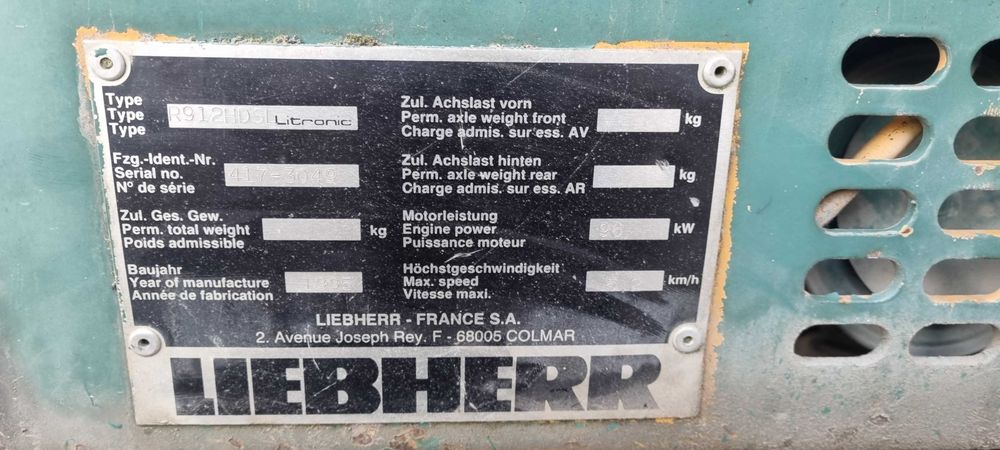 Type
Type
Type
R912HDSL Litronic
Fzg.-Ident.-Nr.
Serial no.
N° de série
417-3049
Zul. Ges. Gew.
Perm. total weight
Poids admissible
kg
Baujahr
Year of manufacture
Année de fabrication
1995
Zul. Achslast vorn
Perm. axle weight front
Charge admis. sur ess. AV
kg
Zul. Achslast hinten
Perm. axle weight rear
Charge admis. sur ess. AR
kg
Motorleistung
Engine power
Puissance moteur
kW
Höchstgeschwindigkeit
Max. speed
Vitesse maxi.
km/h
LIEBHERR - FRANCE S.A.
2. Avenue Joseph Rey. F - 68005 COLMAR
LIEBHERR